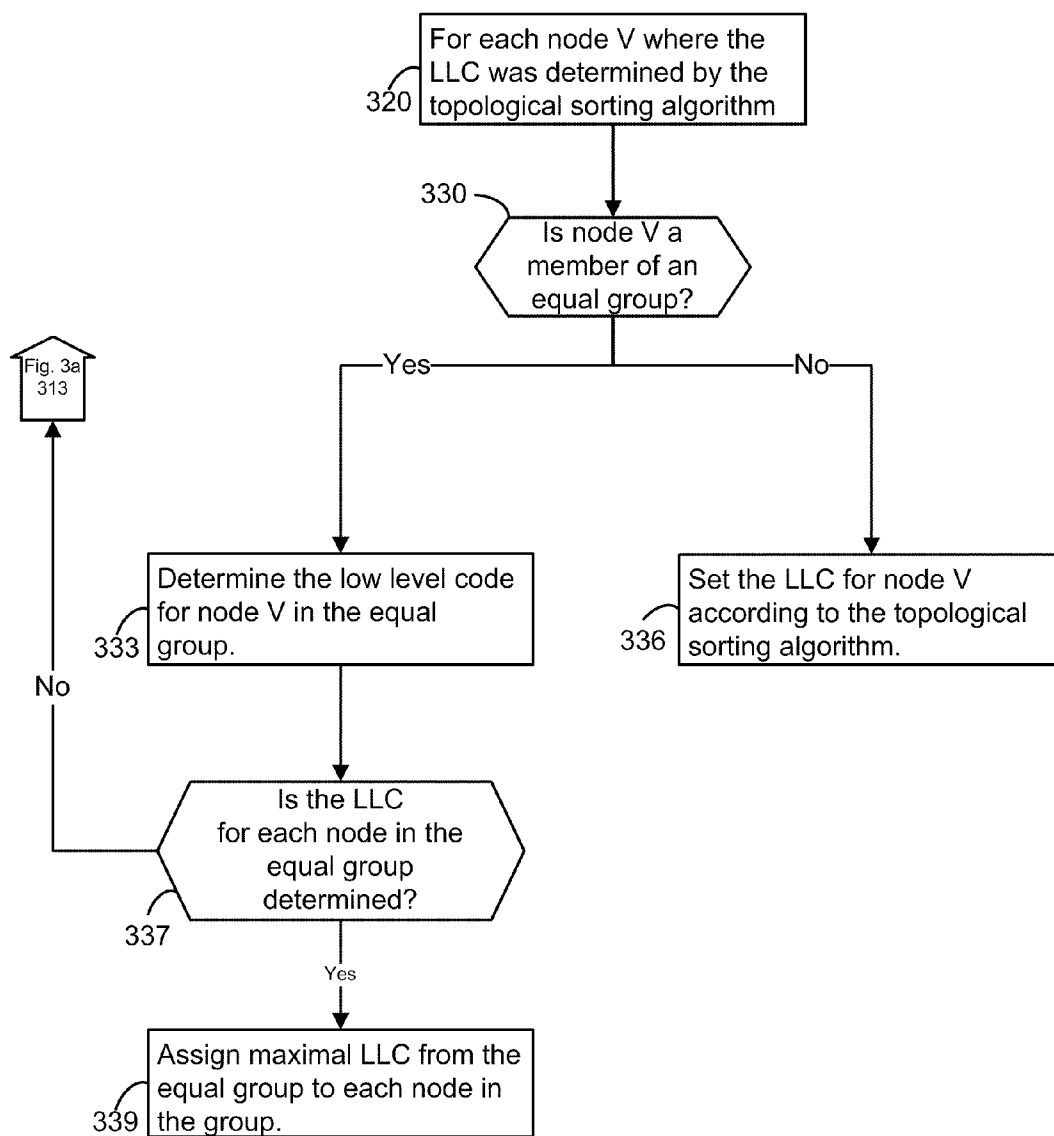 For each node V where the
LLC was determined by the
topological sorting algorithm
320
330
Is node V a
member of an
equal group?
Fig. 3a
313
Yes
No
Determine the low level code
for node V in the equal
group.
333
Set the LLC for node V
according to the topological
sorting algorithm.
336
No
Is the LLC
for each node in the
equal group
determined?
337
Yes
Assign maximal LLC from the
equal group to each node in
the group.
339